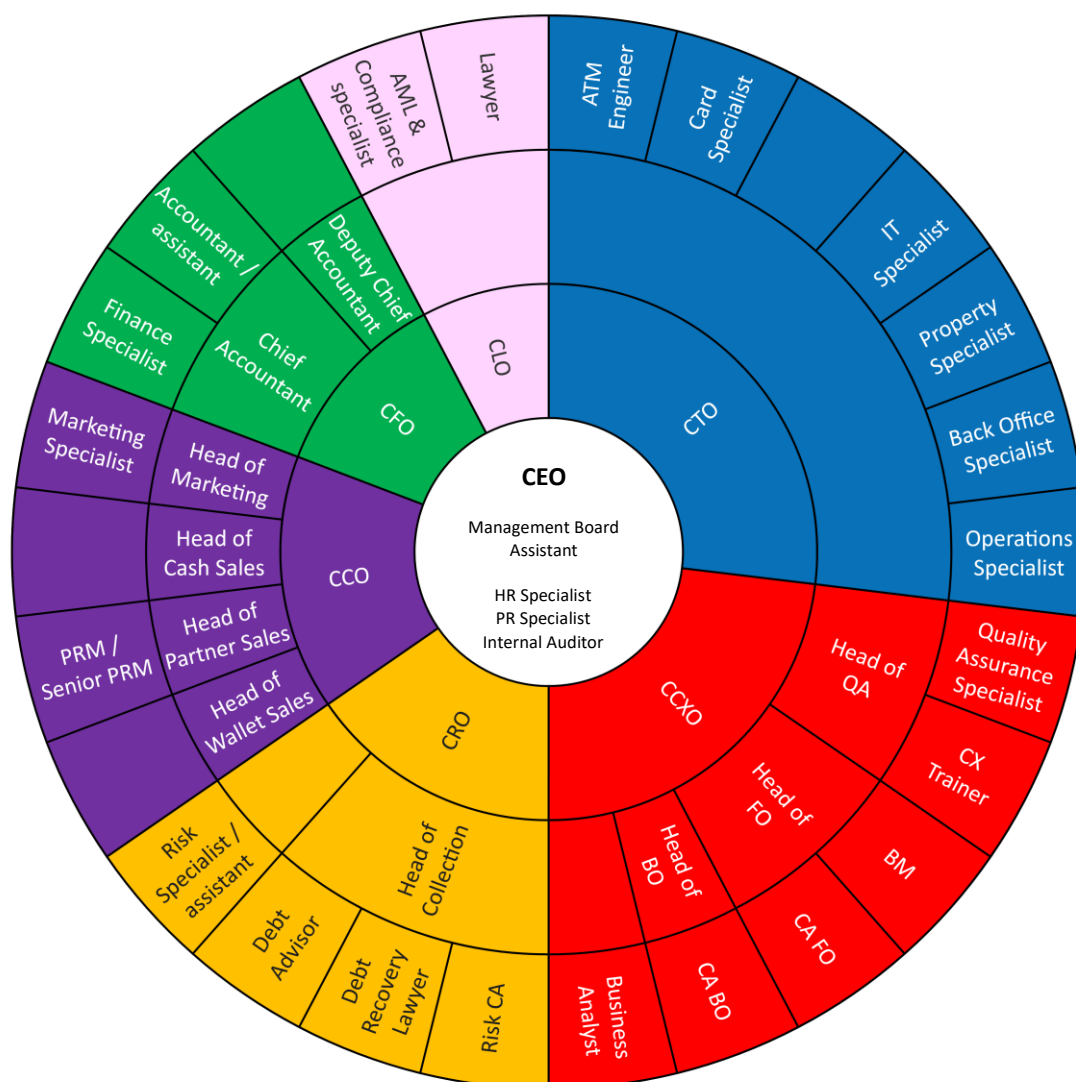 CEO
Management Board
Assistant
HR Specialist
PR Specialist
Internal Auditor
CTO
ATM
Engineer
Card
Specialist
IT
Specialist
Property
Specialist
Back Office
Specialist
Operations
Specialist
CCXO
Head of
QA
Quality
Assurance
Specialist
CX
Trainer
Head of
FO
BM
CA FO
Head of
BO
CA BO
Business
Analyst
CRO
Head of
Collection
Risk CA
Debt
Recovery
Lawyer
Debt
Advisor
Risk
Specialist /
assistant
CCO
Head of
Wallet Sales
Head of
Partner Sales
PRM /
Senior PRM
Head of
Cash Sales
Head of
Marketing
Marketing
Specialist
CFO
Chief
Accountant
Finance
Specialist
Accountant /
assistant
Deputy Chief
Accountant
CLO
AML &
Compliance
specialist
Lawyer